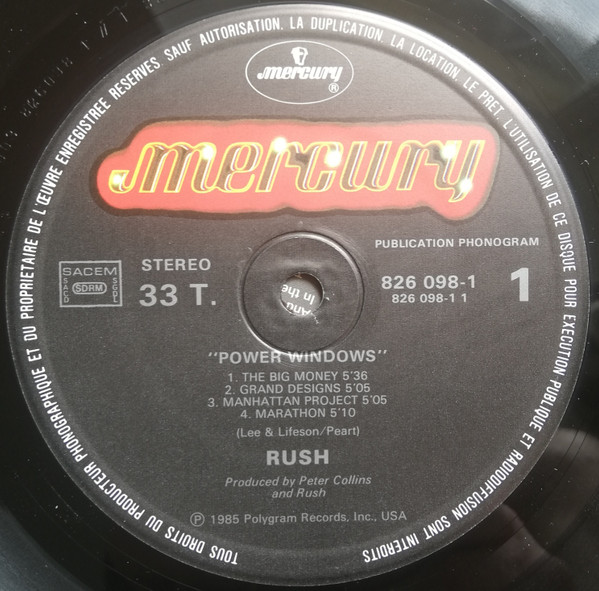 mercury
®
mercury
PUBLICATION PHONOGRAM
SACEM
SACD SDRM SGDL
STEREO
33 T.
826 098-1
826 098-1 1
1
In the
"POWER WINDOWS"
1. THE BIG MONEY 5'36
2. GRAND DESIGNS 5'05
3. MANHATTAN PROJECT 5'05
4. MARATHON 5'10
(Lee & Lifeson/Peart)
RUSH
Produced by Peter Collins
and Rush
℗ 1985 Polygram Records, Inc., USA
TOUS DROITS DU PRODUCTEUR PHONOGRAPHIQUE ET DU PROPRIETAIRE DE L'ŒUVRE ENREGISTREE RESERVES. SAUF AUTORISATION, LA DUPLICATION, LA LOCATION, LE PRET, L'UTILISATION DE CE DISQUE POUR EXECUTION PUBLIQUE ET RADIODIFFUSION SONT INTERDITS